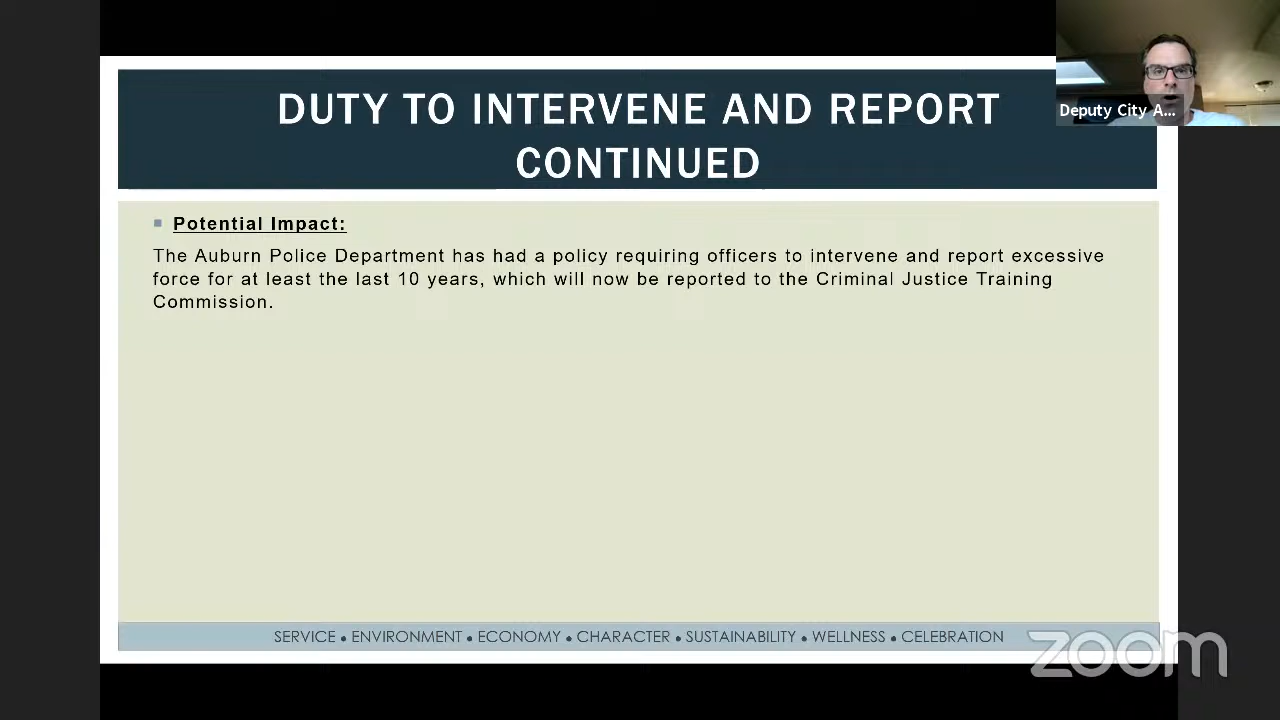 DUTY TO INTERVENE AND REPORT
CONTINUED
Deputy City A...
Potential Impact:
The Auburn Police Department has had a policy requiring officers to intervene and report excessive
force for at least the last 10 years, which will now be reported to the Criminal Justice Training
Commission.
SERVICE • ENVIRONMENT • ECONOMY • CHARACTER • SUSTAINABILITY • WELLNESS • CELEBRATION
zoom